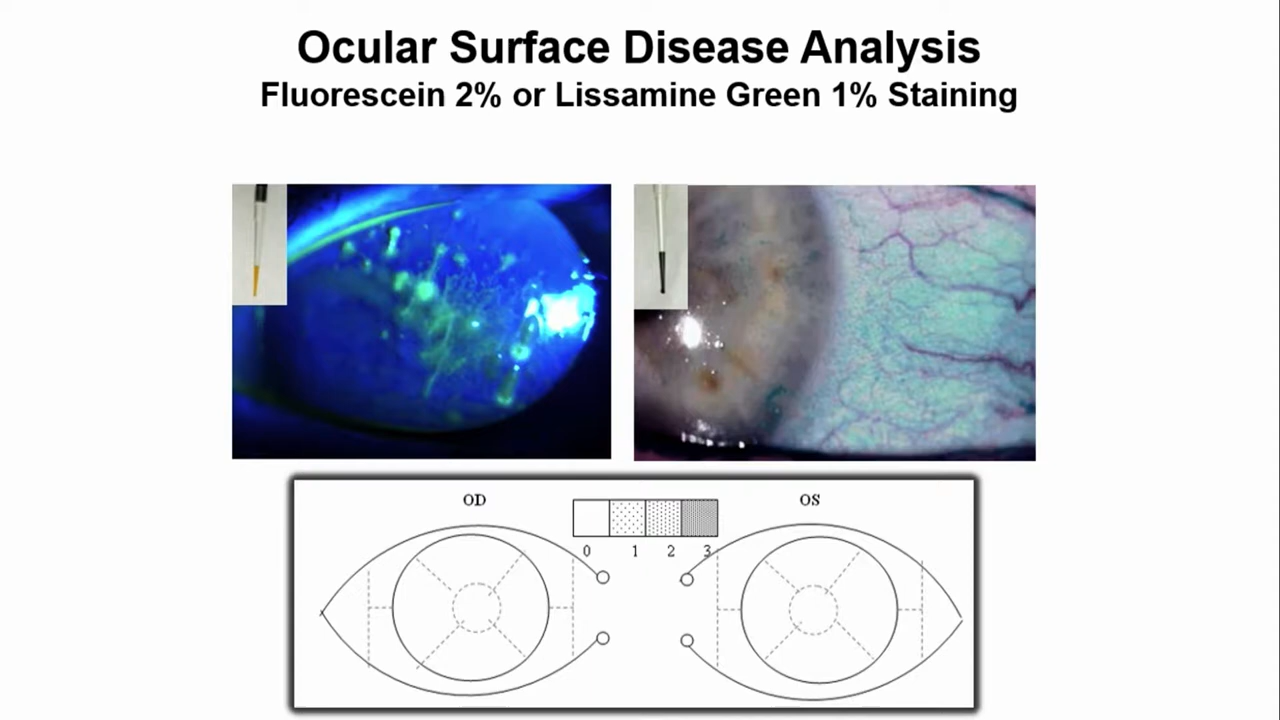 Ocular Surface Disease Analysis
Fluorescein 2% or Lissamine Green 1% Staining
OD
OS
0 1 2 3